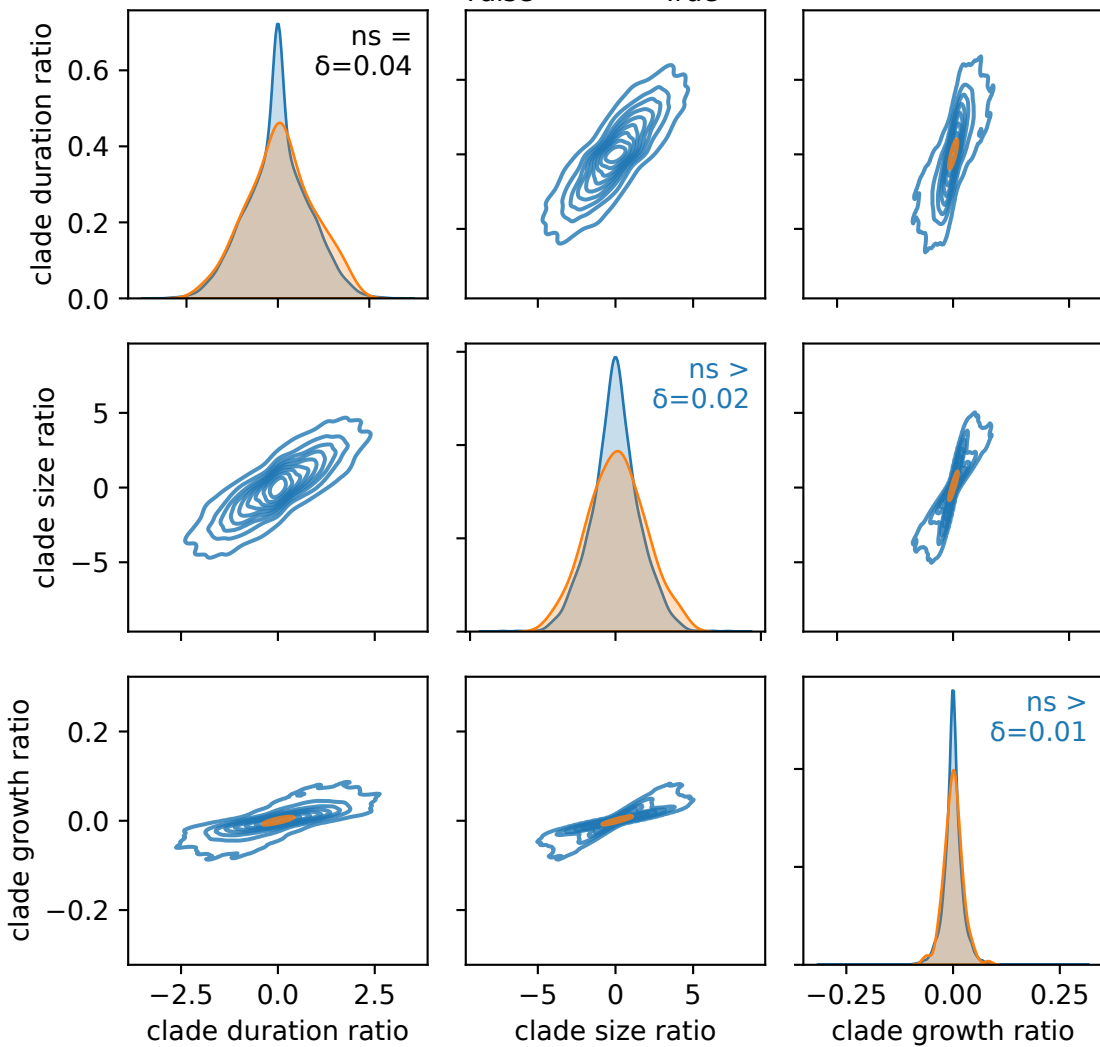 clade duration ratio
0.6
0.4
0.2
0.0
ns =
δ=0.04
clade size ratio
5
0
−5
ns >
δ=0.02
clade growth ratio
0.2
0.0
−0.2
ns >
δ=0.01
−2.5 0.0 2.5
−5 0 5
−0.25 0.00 0.25
clade duration ratio
clade size ratio
clade growth ratio